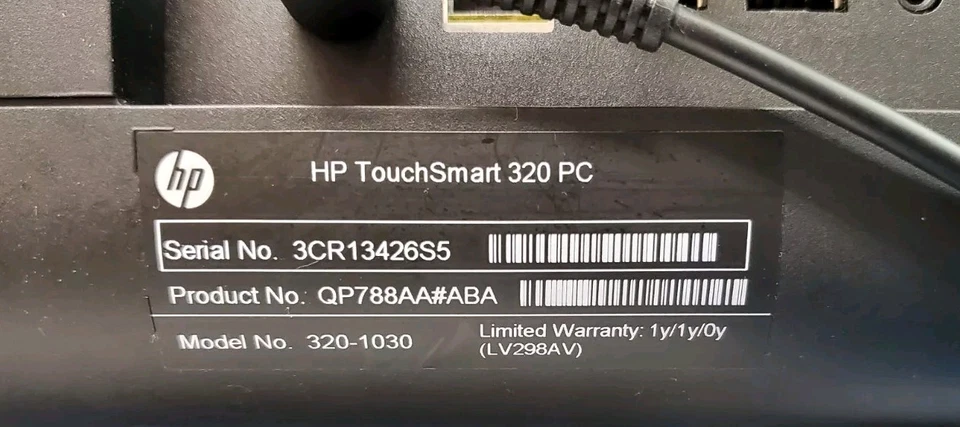 hp
HP TouchSmart 320 PC
Serial No. 3CR13426S5
Product No. QP788AA#ABA
Model No. 320-1030
Limited Warranty: 1y/1y/0y
(LV298AV)